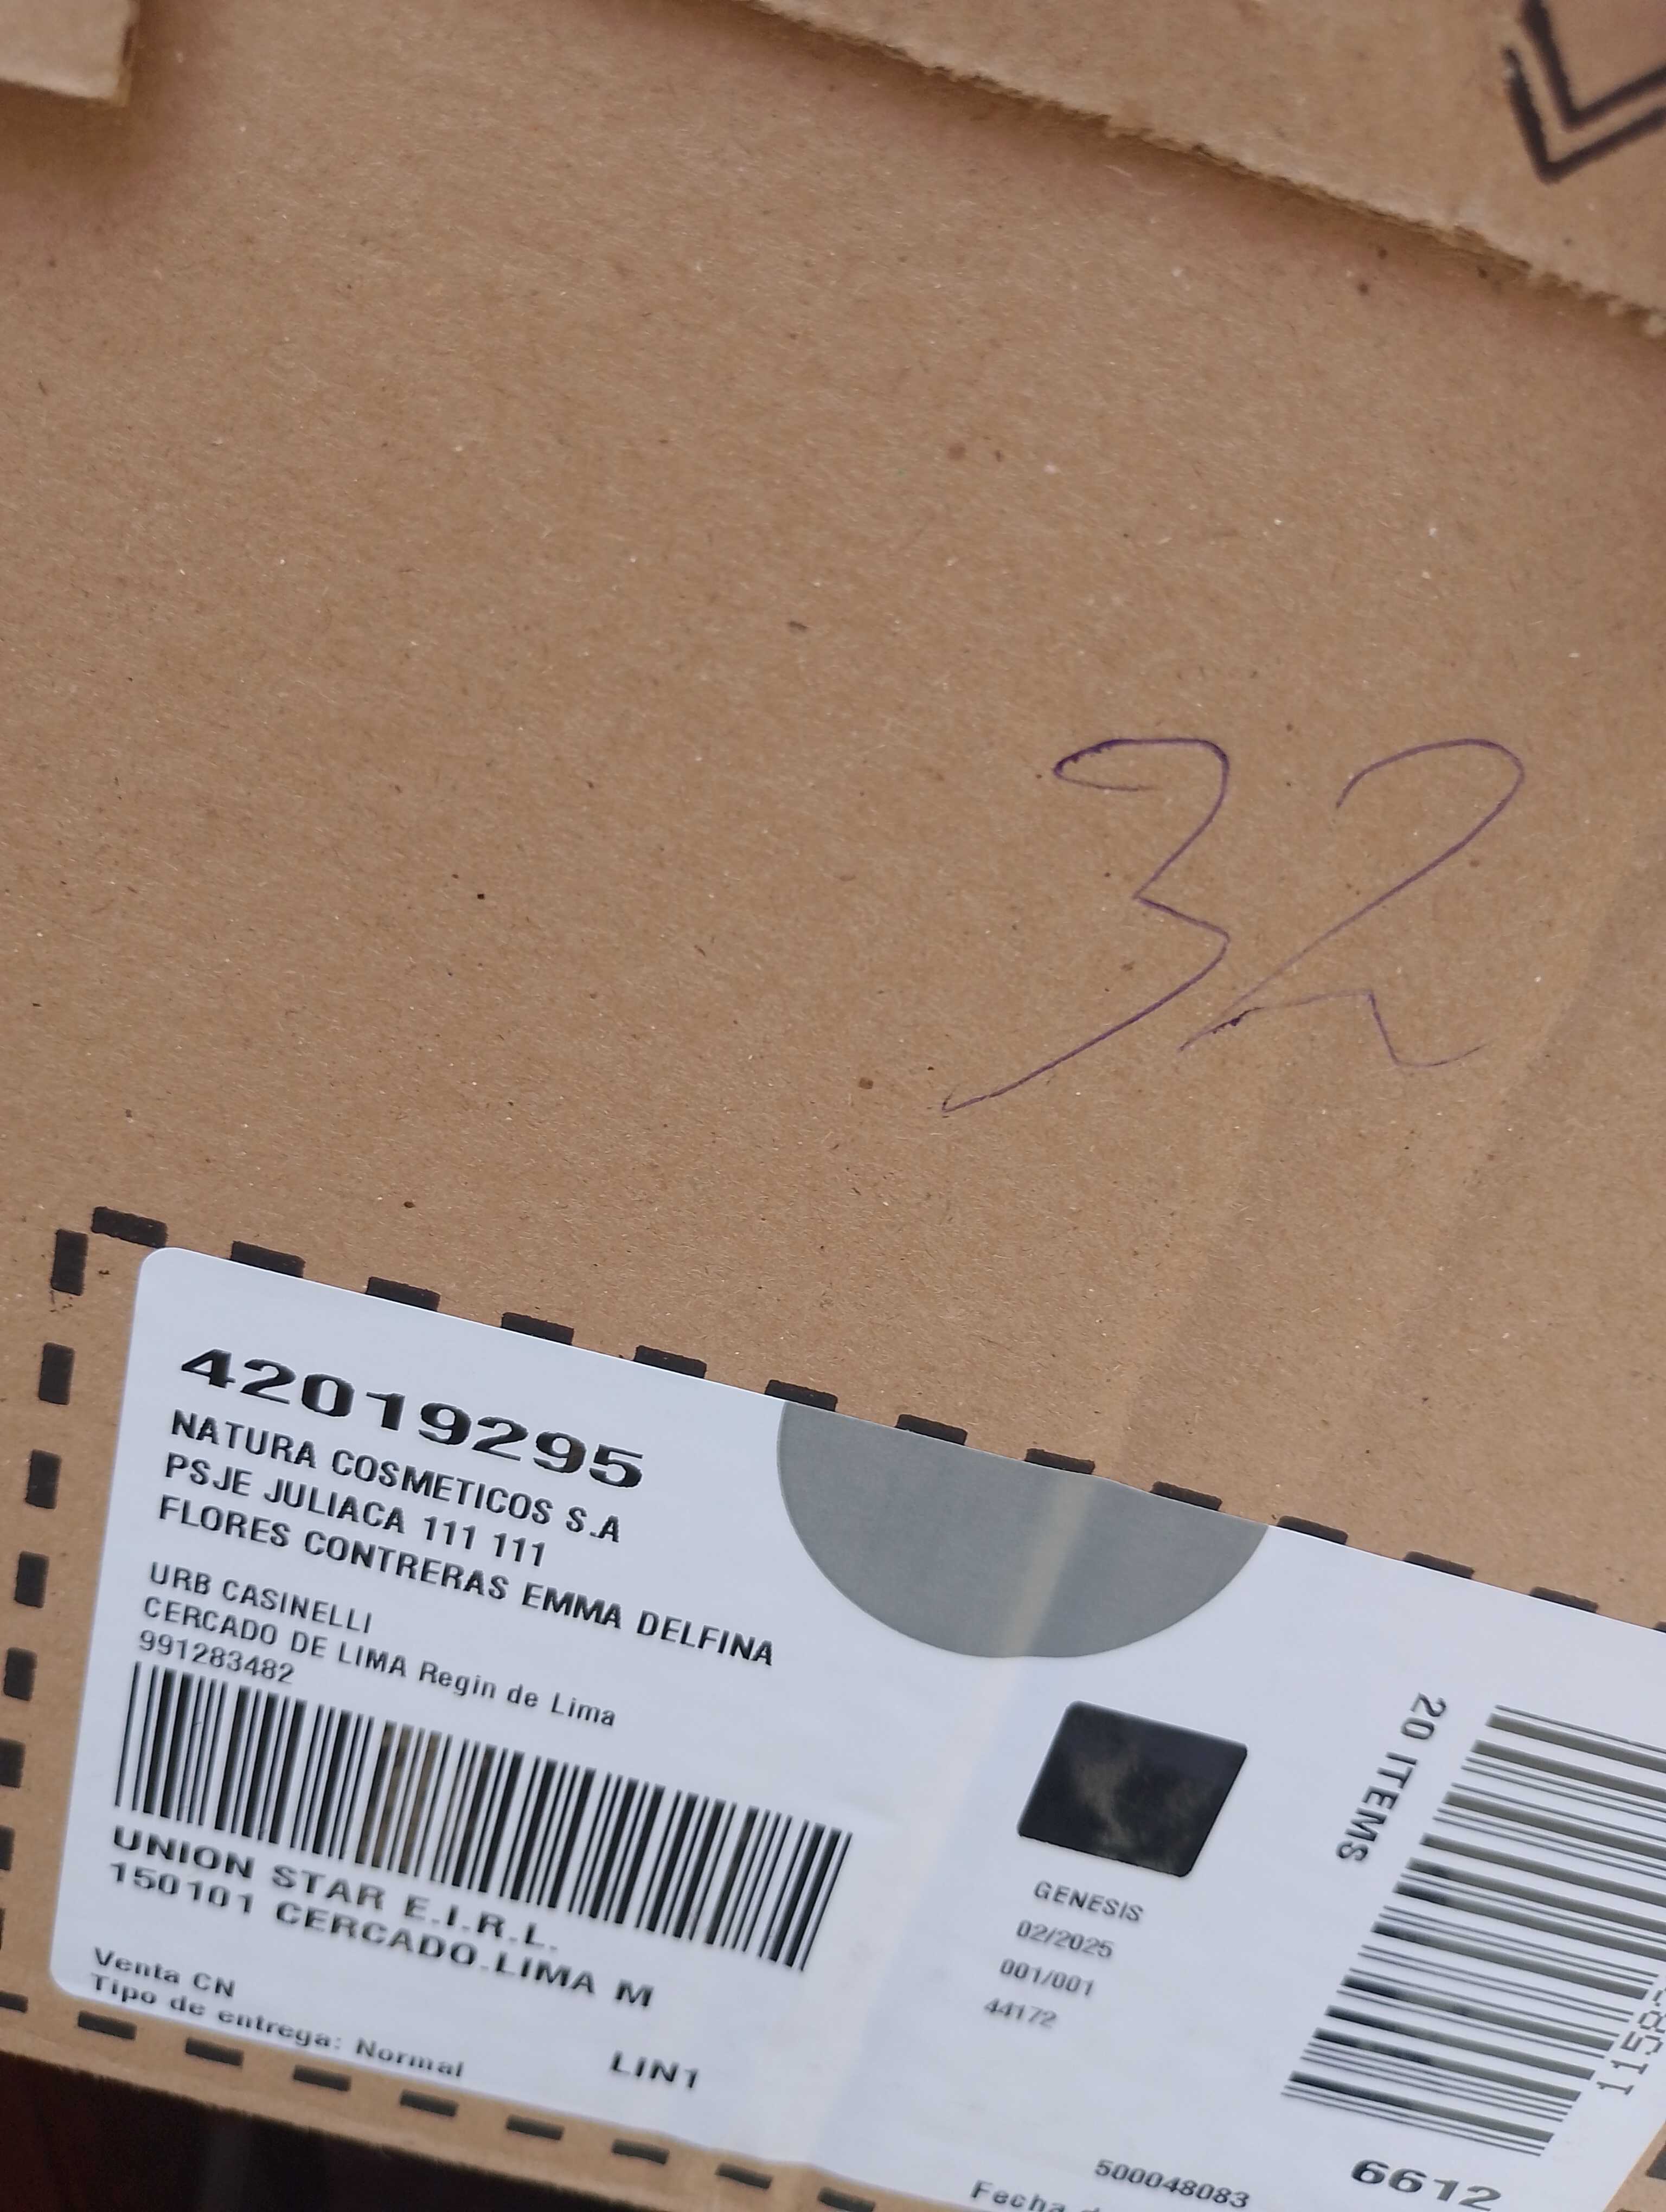 32
42019295
NATURA COSMETICOS S.A
PSJE JULIACA 111 111
FLORES CONTRERAS EMMA DELFINA
URB CASINELLI
CERCADO DE LIMA Regin de Lima
991283482
UNION STAR E.I.R.L.
150101 CERCADO.LIMA M
Venta CN
Tipo de entrega: Normal
LIN1
GENESIS
02/2025
001/001
44172
20 ITEMS
6612
500048083
Fecha